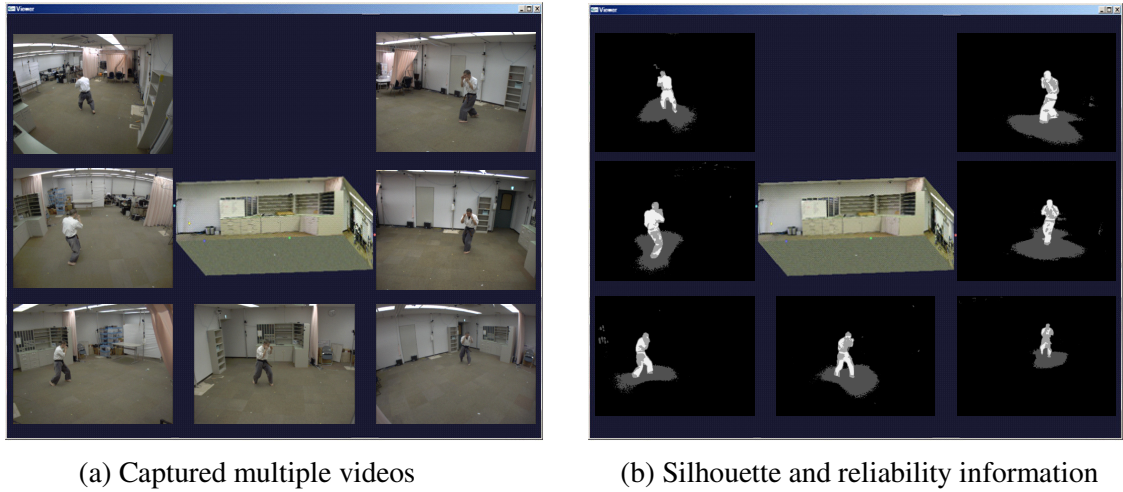 Viewer
Viewer
(a) Captured multiple videos
(b) Silhouette and reliability information